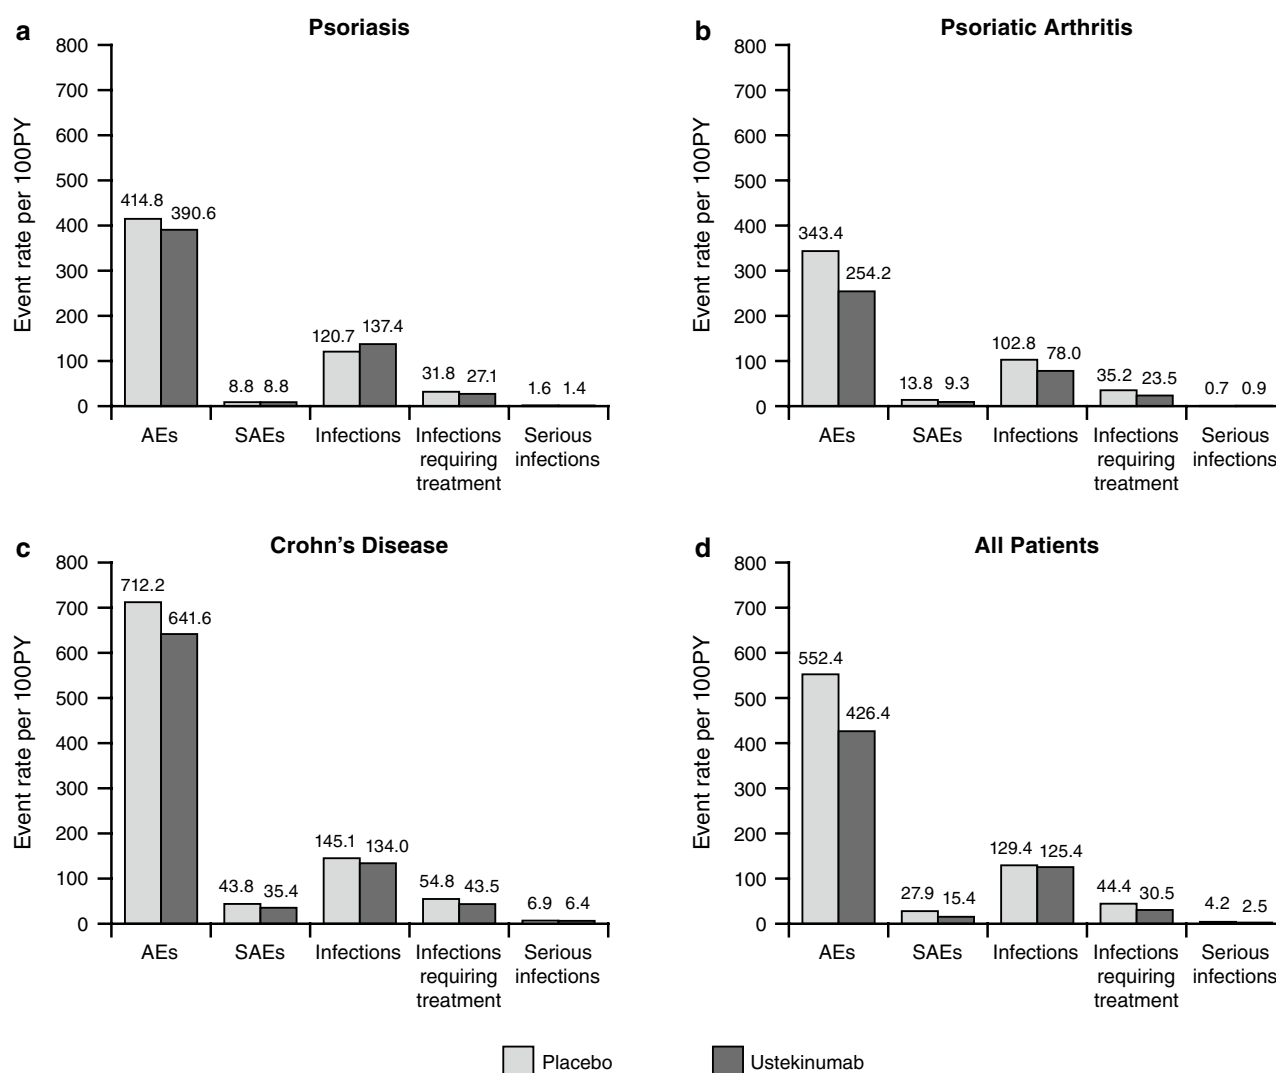 a
Psoriasis
Event rate per 100PY
800
700
600
500
400
300
200
100
0
414.8
390.6
8.8 8.8
120.7 137.4
31.8 27.1
1.6 1.4
AEs
SAEs
Infections
Infections
requiring
treatment
Serious
infections
b
Psoriatic Arthritis
Event rate per 100PY
800
700
600
500
400
300
200
100
0
343.4
254.2
13.8 9.3
102.8 78.0
35.2 23.5
0.7 0.9
AEs
SAEs
Infections
Infections
requiring
treatment
Serious
infections
c
Crohn’s Disease
Event rate per 100PY
800
700
600
500
400
300
200
100
0
712.2
641.6
43.8 35.4
145.1 134.0
54.8 43.5
6.9 6.4
AEs
SAEs
Infections
Infections
requiring
treatment
Serious
infections
d
All Patients
Event rate per 100PY
800
700
600
500
400
300
200
100
0
552.4
426.4
27.9 15.4
129.4 125.4
44.4 30.5
4.2 2.5
AEs
SAEs
Infections
Infections
requiring
treatment
Serious
infections
Placebo
Ustekinumab